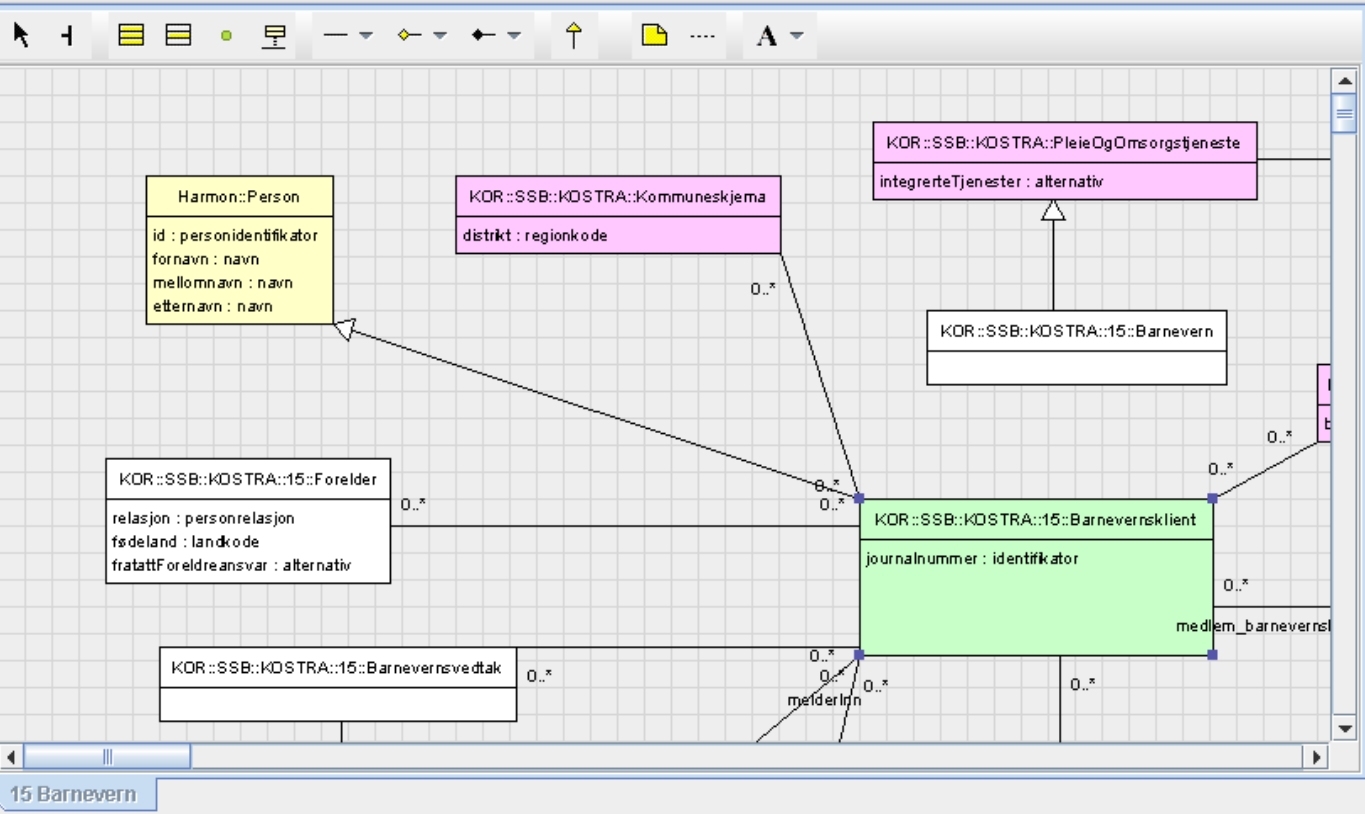 A
KOR::SSB::KOSTRA::PleieOgOmsorgstjeneste
integrerteTjenester : alternativ
Harmon::Person
id : personidentifikator
fornavn : navn
mellomnavn : navn
etternavn : navn
KOR::SSB::KOSTRA::Kommuneskjema
distrikt : regionkode
0..*
KOR::SSB::KOSTRA::15::Barnevern
0..*
0..*
KOR::SSB::KOSTRA::15::Forelder
relasjon : personrelasjon
fødeland : landkode
fratattForeldreansvar : alternativ
0..*
0..*
0..*
KOR::SSB::KOSTRA::15::Barnevernsklient
journalnummer : identifikator
0..*
medlem_barnevernsl
KOR::SSB::KOSTRA::15::Barnevernsvedtak
0..*
0..*
0..*
melderInn
0..*
0..*
15 Barnevern